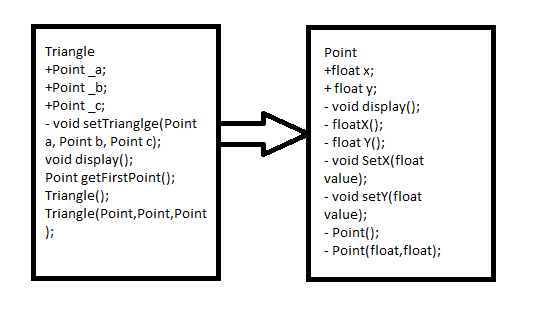 Triangle
+Point _a;
+Point _b;
+Point _c;
- void setTrianglge(Point
a, Point b, Point c);
void display();
Point getFirstPoint();
Triangle();
Triangle(Point,Point,Point
);
Point
+float x;
+ float y;
- void display();
- floatX();
- float Y();
- void SetX(float
value);
- void setY(float
value);
- Point();
- Point(float,float);